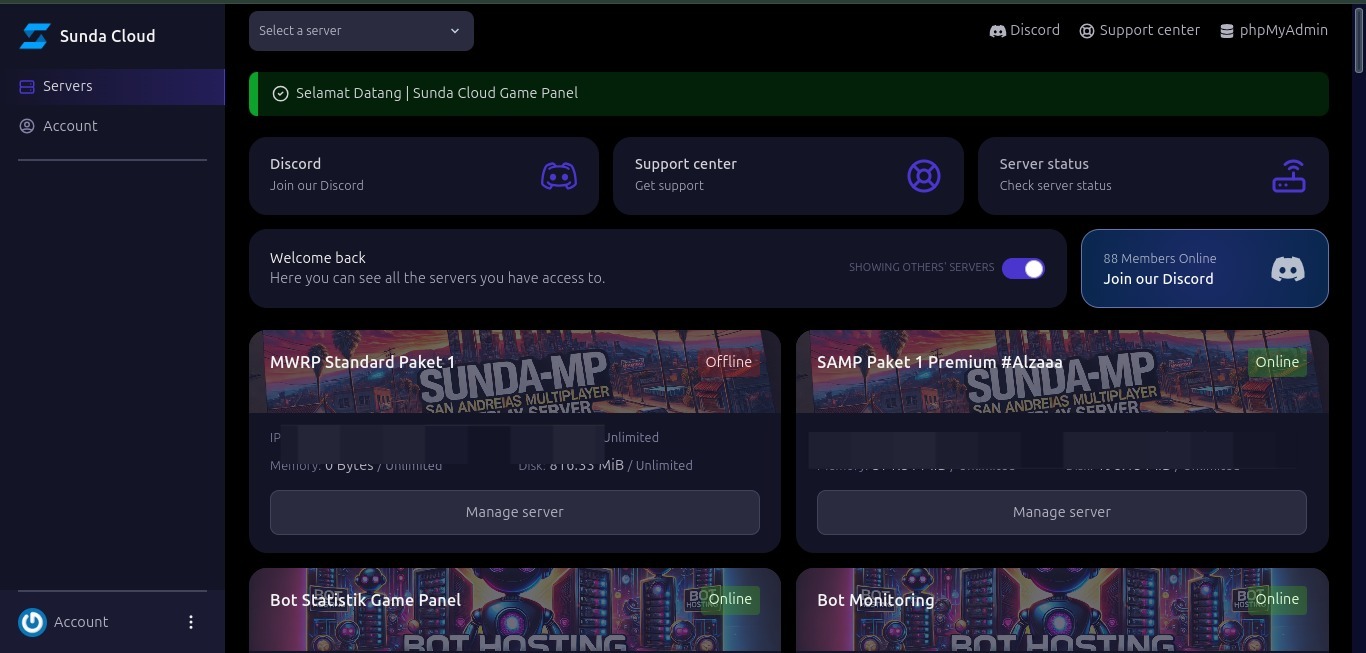 Sunda Cloud
Select a server
Discord
Support center
phpMyAdmin
Servers
Account
Selamat Datang | Sunda Cloud Game Panel
Discord
Join our Discord
Support center
Get support
Server status
Check server status
Welcome back
Here you can see all the servers you have access to.
SHOWING OTHERS' SERVERS
88 Members Online
Join our Discord
MWRP Standard Paket 1
Offline
SUNDA-MP
SAN ANDREIAS MULTIPLAYER
SAMP Paket 1 Premium #Alzaaa
Online
SUNDA-MP
SAN ANDREIAS MULTIPLAYER
IP
Unlimited
Memory: 0 Bytes / Unlimited
Disk: 816.33 MiB / Unlimited
Manage server
Manage server
Bot Statistik Game Panel
Online
BOT HOSTING
Bot Monitoring
Online
BOT HOSTING
Account